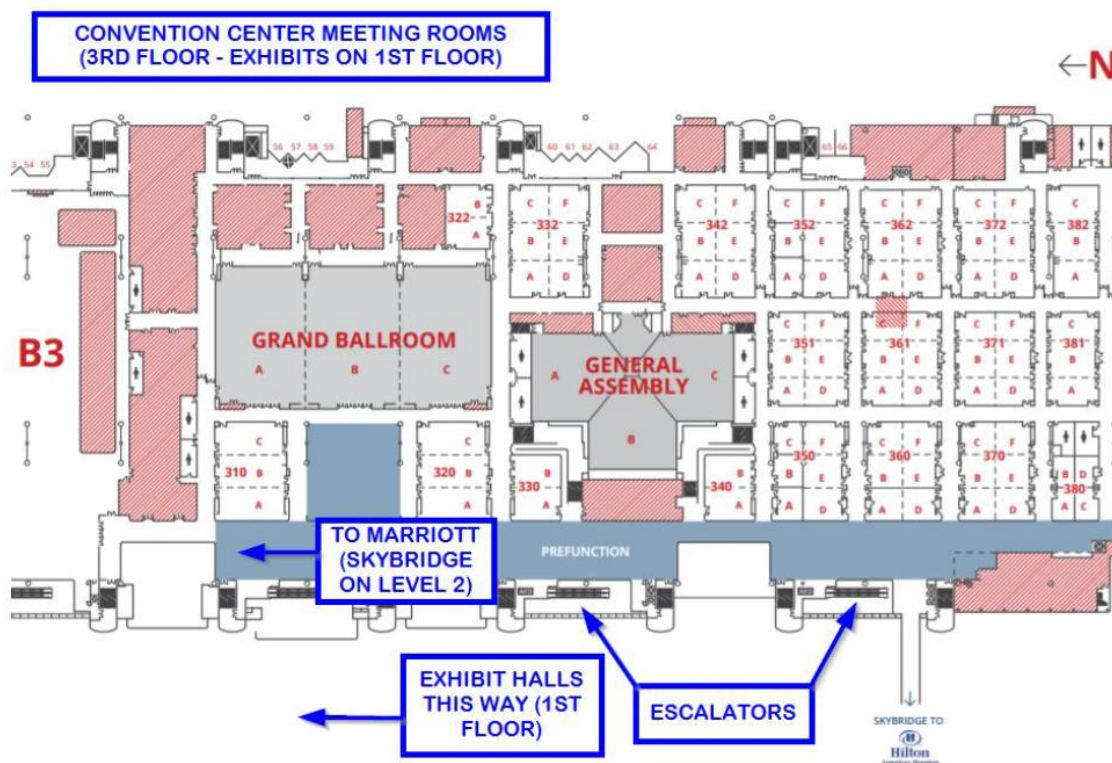 CONVENTION CENTER MEETING ROOMS
(3RD FLOOR - EXHIBITS ON 1ST FLOOR)
N
54 55
56 57 58 59
60 61 62 63 64
65 66
B
322
A
C F
332
B E
A D
C F
342
B E
A D
C F
352
B E
A D
C F
362
B E
A D
C F
372
B E
A D
C
382
B
A
B3
GRAND BALLROOM
A B C
GENERAL
ASSEMBLY
A C
B
C F
351
B E
A D
C F
361
B E
A D
C F
371
B E
A D
C F
381
B E
A D
C
310 B
A
C
320 B
A
B
330
A
B
340
A
C F
350
B E
A D
C F
360
B E
A D
C F
370
B E
A D
B D
380
A C
TO MARRIOTT
(SKYBRIDGE
ON LEVEL 2)
PREFUNCTION
EXHIBIT HALLS
THIS WAY (1ST
FLOOR)
ESCALATORS
SKYBRIDGE TO
Hilton